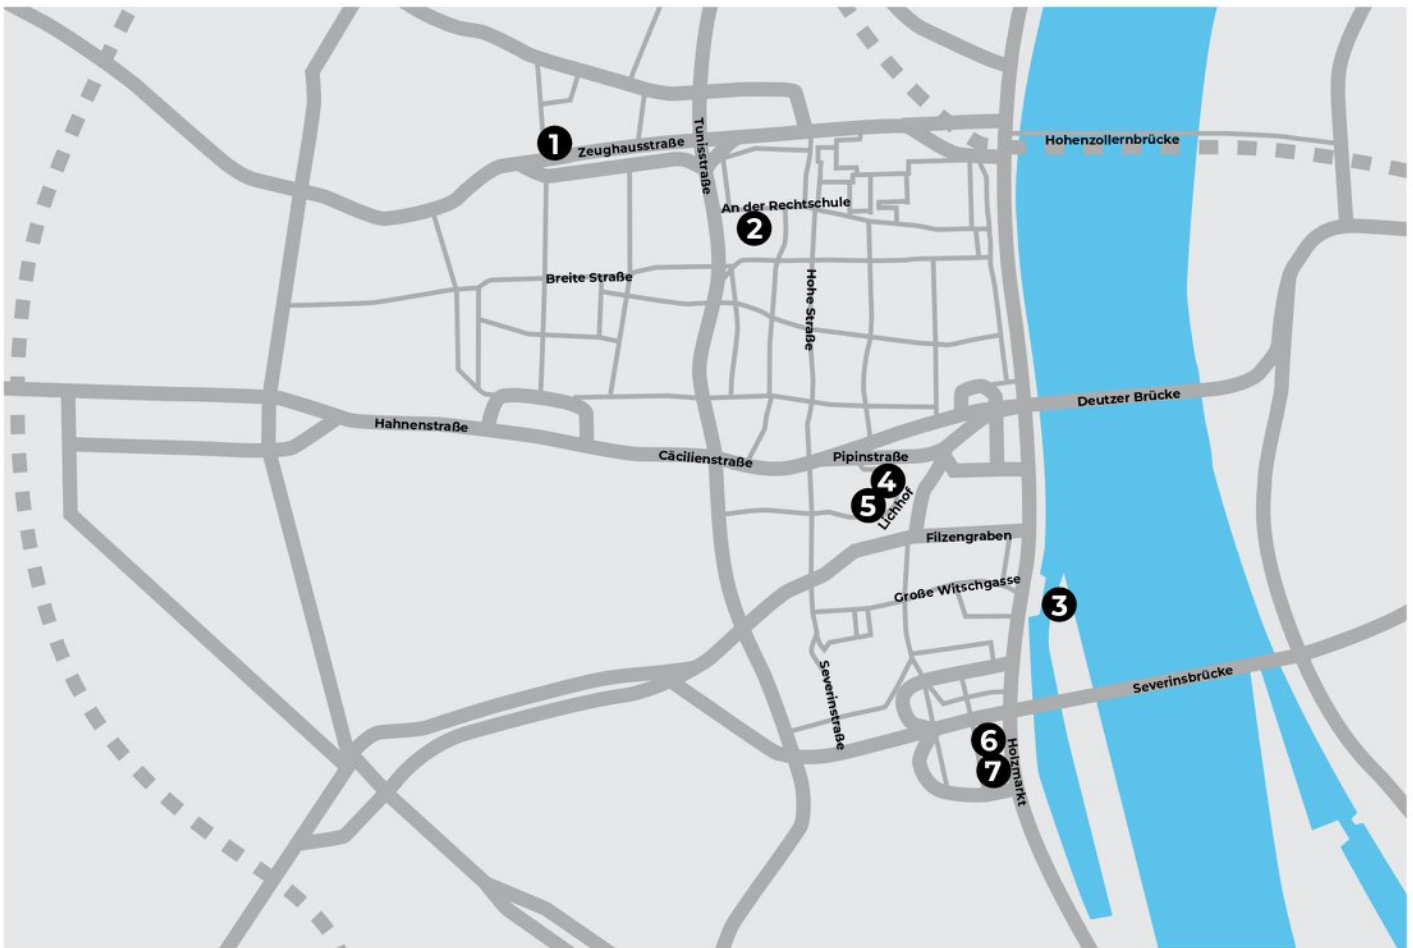 Hohenzollernbrücke
1
Zeughausstraße
Tunisstraße
An der Rechtschule
2
Breite Straße
Hohe Straße
Deutzer Brücke
Hahnenstraße
Cäcilienstraße
Pipinstraße
4
5
Lichhof
Filzengraben
Große Witschgasse
3
Severinstraße
Severinsbrücke
6
7
Holzmarkt